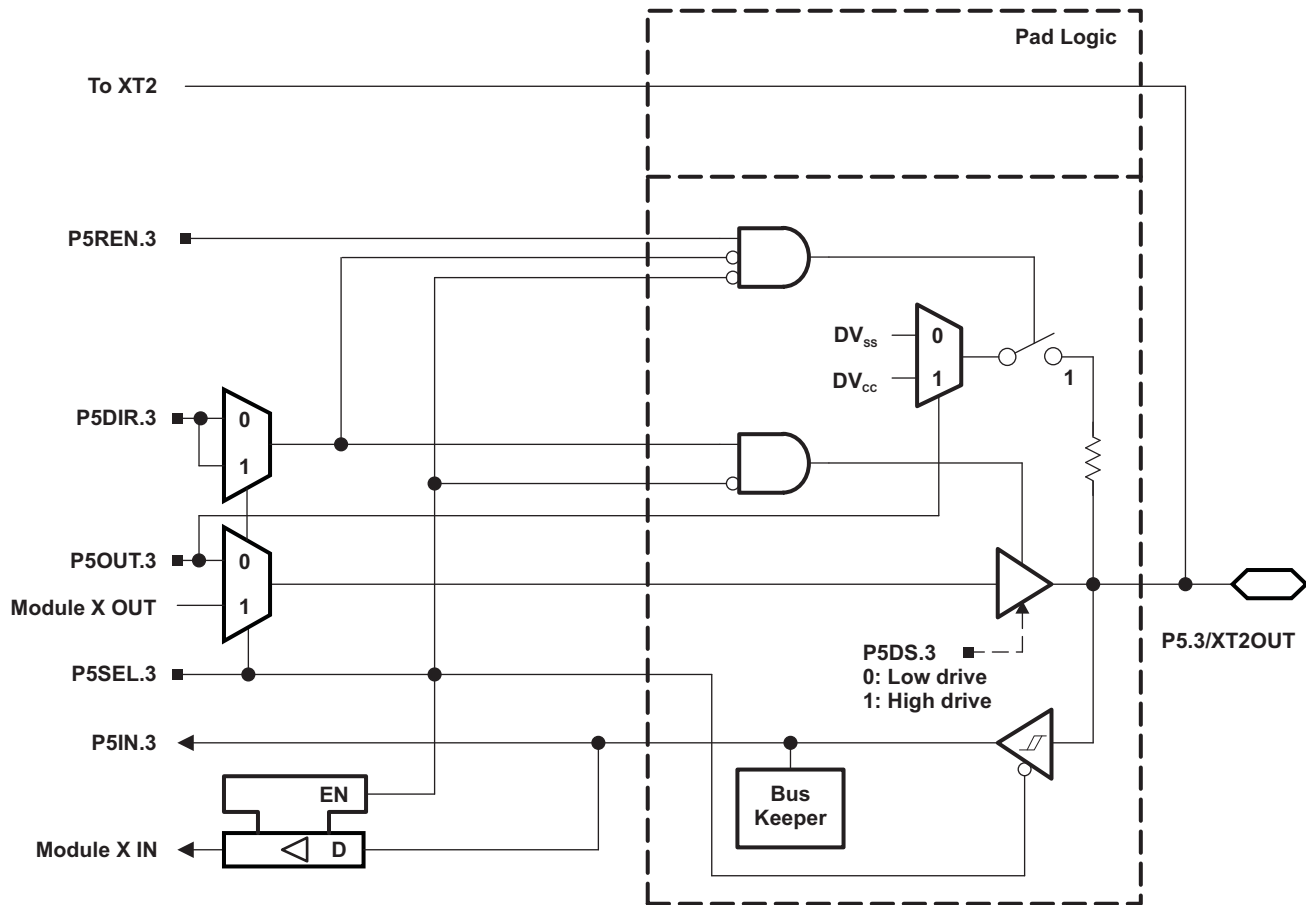 Pad Logic
To XT2
P5REN.3
DVSS
0
DVCC
1
1
P5DIR.3
0
1
P5OUT.3
0
Module X OUT
1
P5.3/XT2OUT
P5DS.3
0: Low drive
1: High drive
P5SEL.3
P5IN.3
EN
Bus
Keeper
Module X IN
D